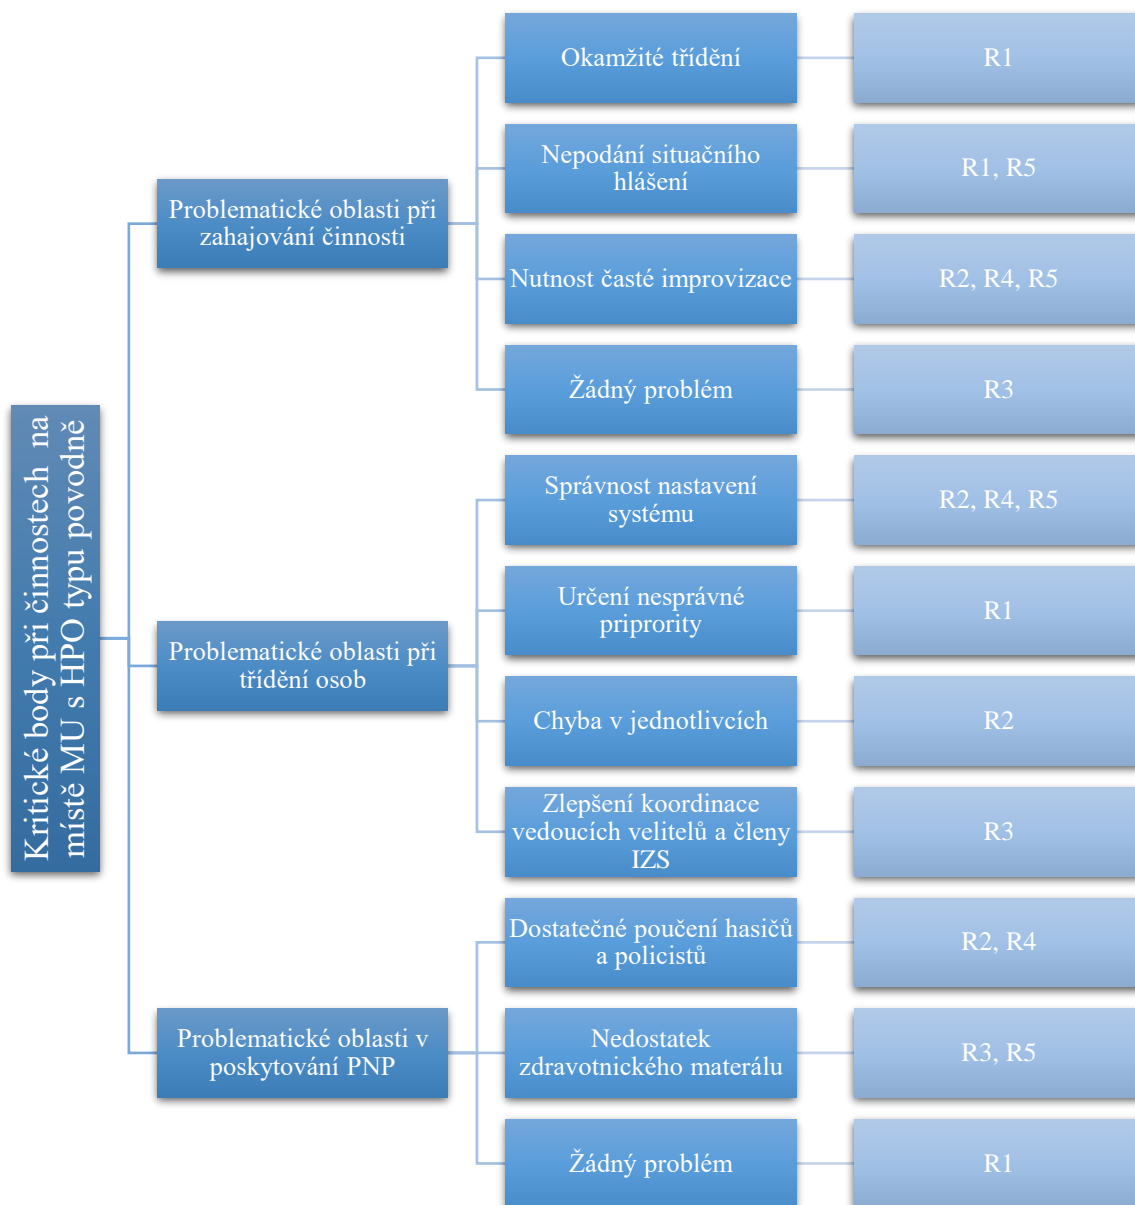 Kritické body při činnostech na
místě MU s HPO typu povodně
Problematické oblasti při
zahajování činnosti
Okamžité třídění
R1
Nepodání situačního
hlášení
R1, R5
Nutnost časté improvizace
R2, R4, R5
Žádný problém
R3
Problematické oblasti při
třídění osob
Správnost nastavení
systému
R2, R4, R5
Určení nesprávné
priprority
R1
Chyba v jednotlivcích
R2
Zlepšení koordinace
vedoucích velitelů a členy
IZS
R3
Problematické oblasti v
poskytování PNP
Dostatečné poučení hasičů
a policistů
R2, R4
Nedostatek
zdravotnického materálu
R3, R5
Žádný problém
R1